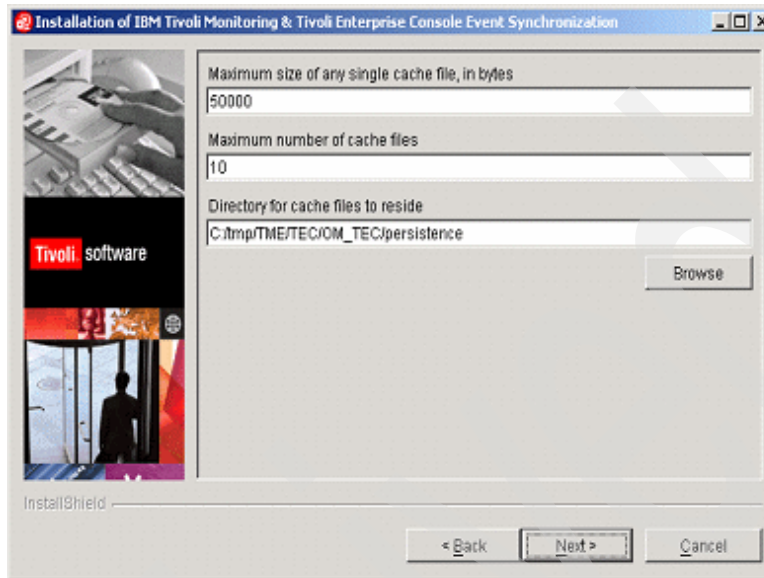 Installation of IBM Tivoli Monitoring & Tivoli Enterprise Console Event Synchronization
Maximum size of any single cache file, in bytes
50000
Maximum number of cache files
10
Directory for cache files to reside
C:/tmp/TME/TEC/OM_TEC/persistence
Browse
Tivoli. software
InstallShield
< Back
Next >
Cancel